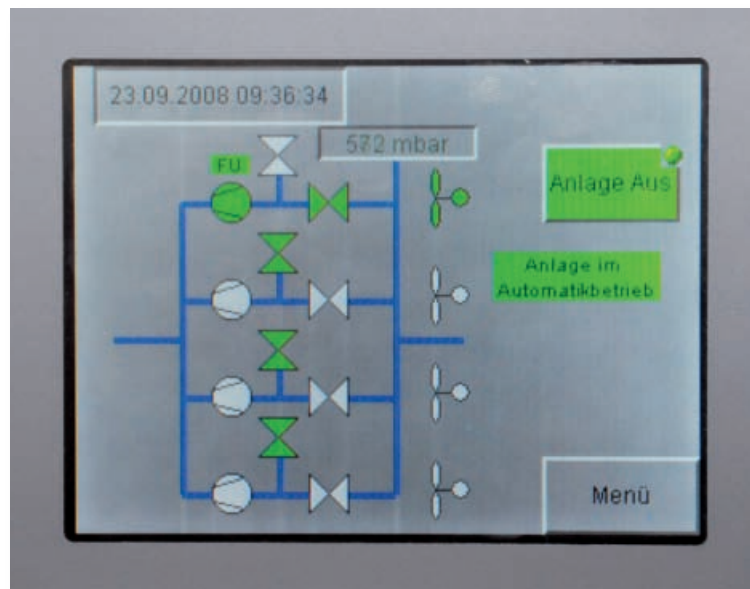 23.09.2008 09:36:34
572 mbar
FU
Anlage Aus
Anlage im
Automatikbetrieb
Menü